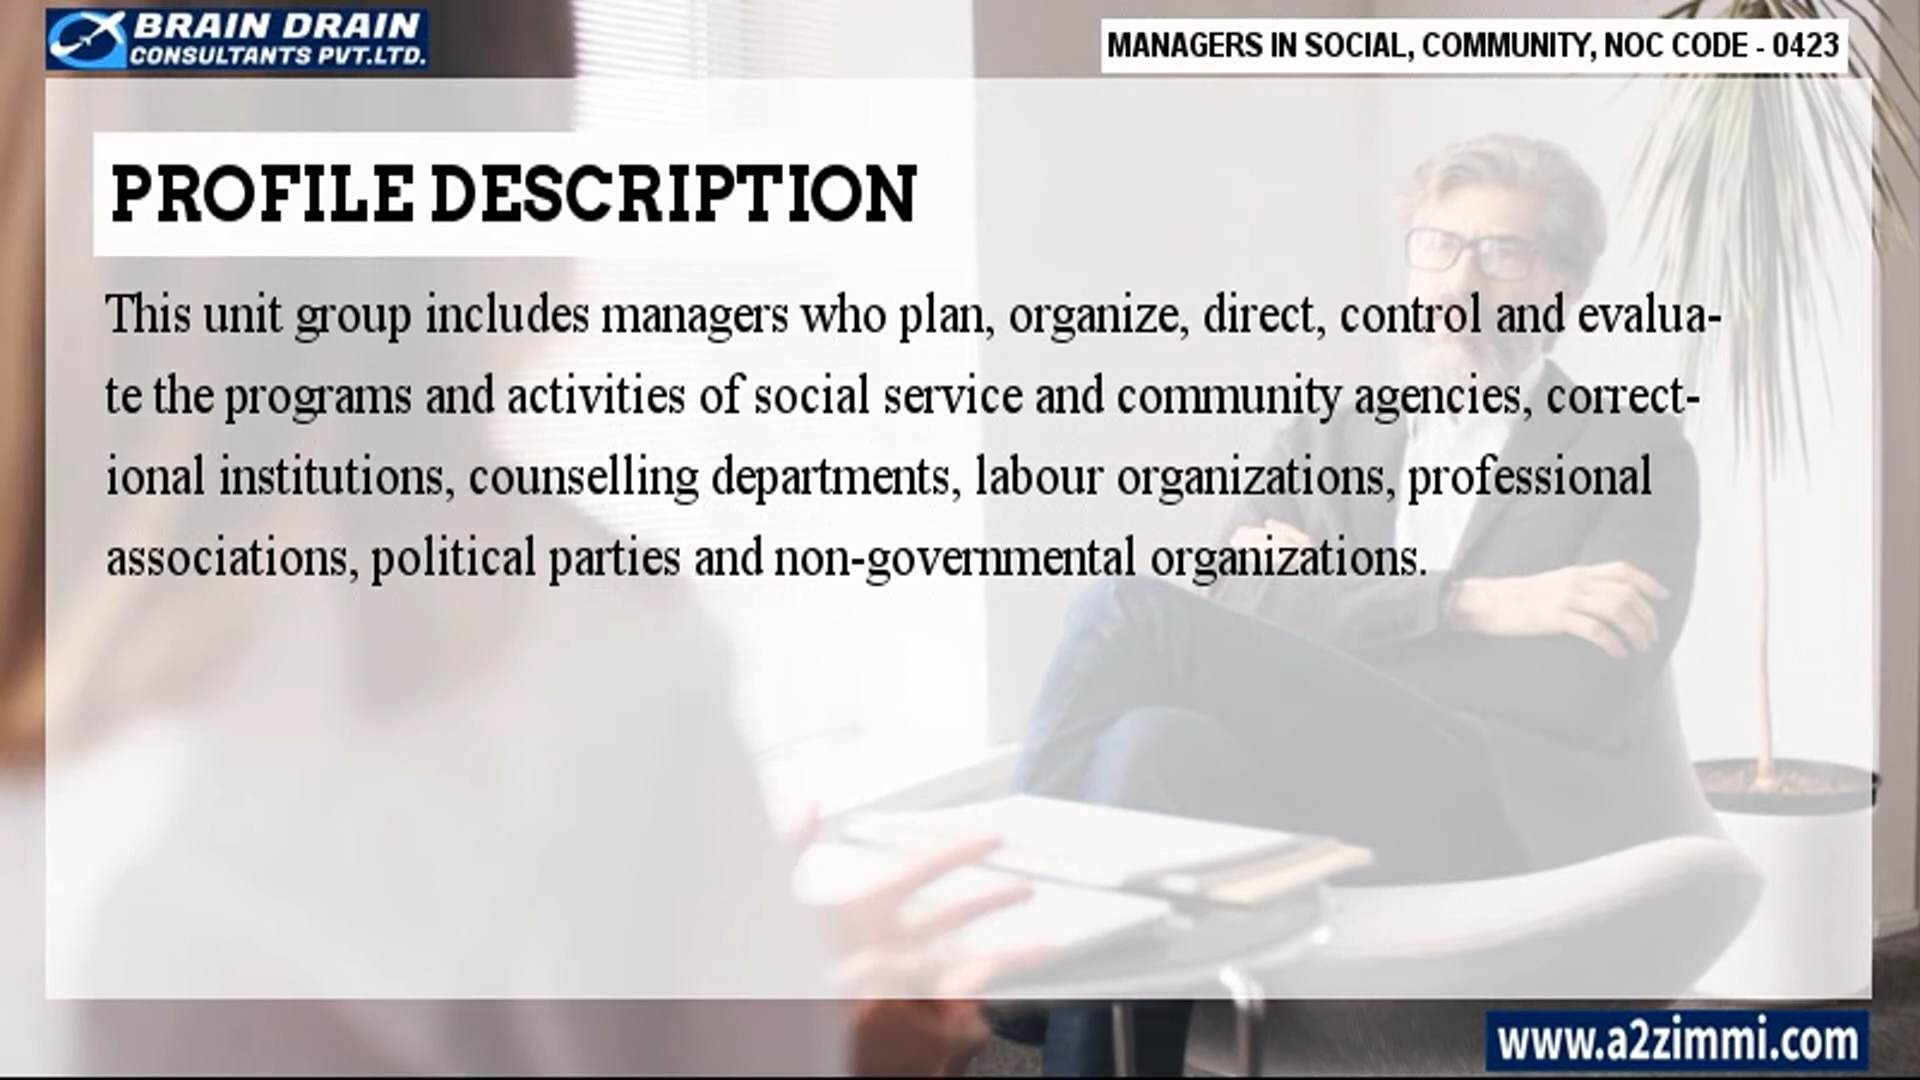 BRAIN DRAIN
CONSULTANTS PVT.LTD.
MANAGERS IN SOCIAL, COMMUNITY, NOC CODE - 0423
PROFILE DESCRIPTION
This unit group includes managers who plan, organize, direct, control and evalua-
te the programs and activities of social service and community agencies, correct-
ional institutions, counselling departments, labour organizations, professional
associations, political parties and non-governmental organizations.
www.a2zimmi.com